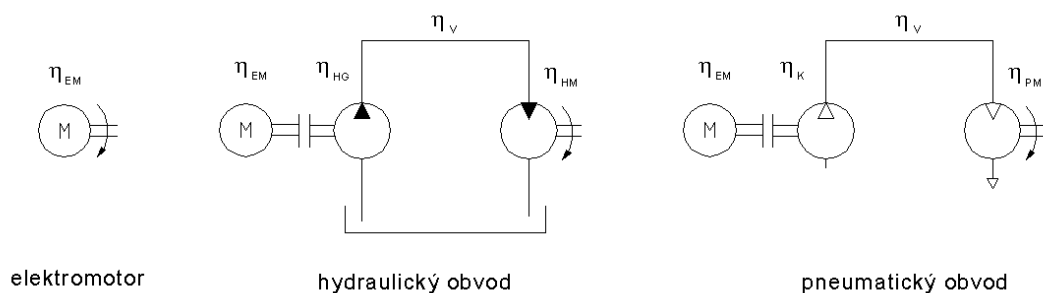 η_EM
M
elektromotor
η_EM
η_HG
η_V
η_HM
M
hydraulický obvod
η_EM
η_K
η_V
η_PM
M
pneumatický obvod